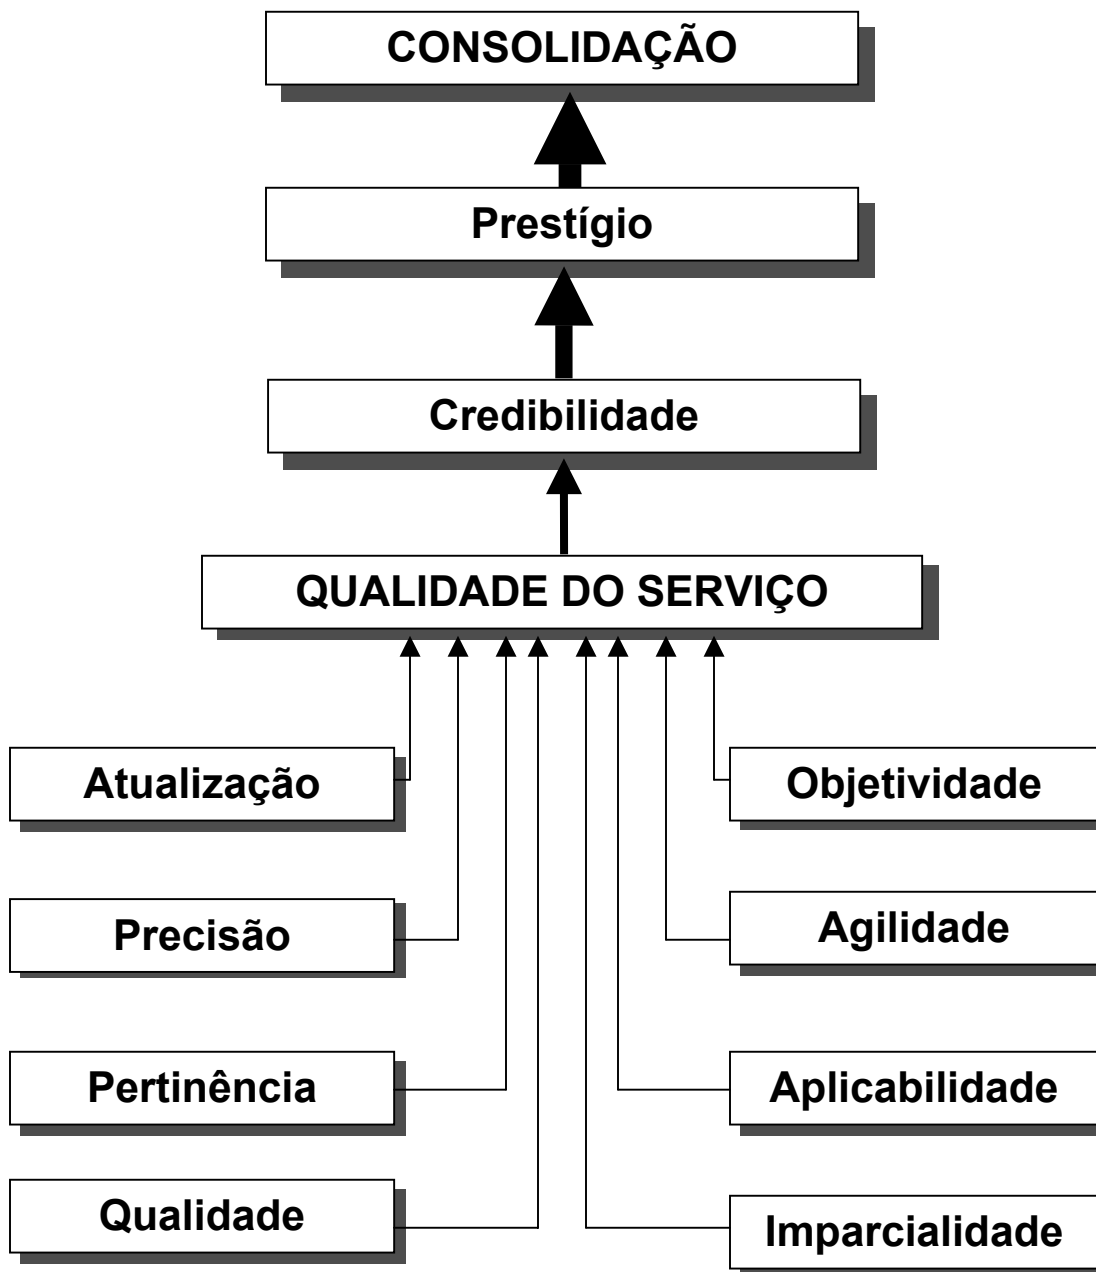 CONSOLIDAÇÃO
Prestígio
Credibilidade
QUALIDADE DO SERVIÇO
Atualização
Objetividade
Precisão
Agilidade
Pertinência
Aplicabilidade
Qualidade
Imparcialidade